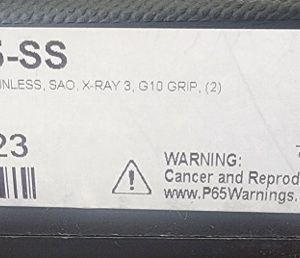 -SS
INLESS, SAO, X-RAY 3, G10 GRIP, (2)
23
WARNING:
Cancer and Reprod
www.P65Warnings.